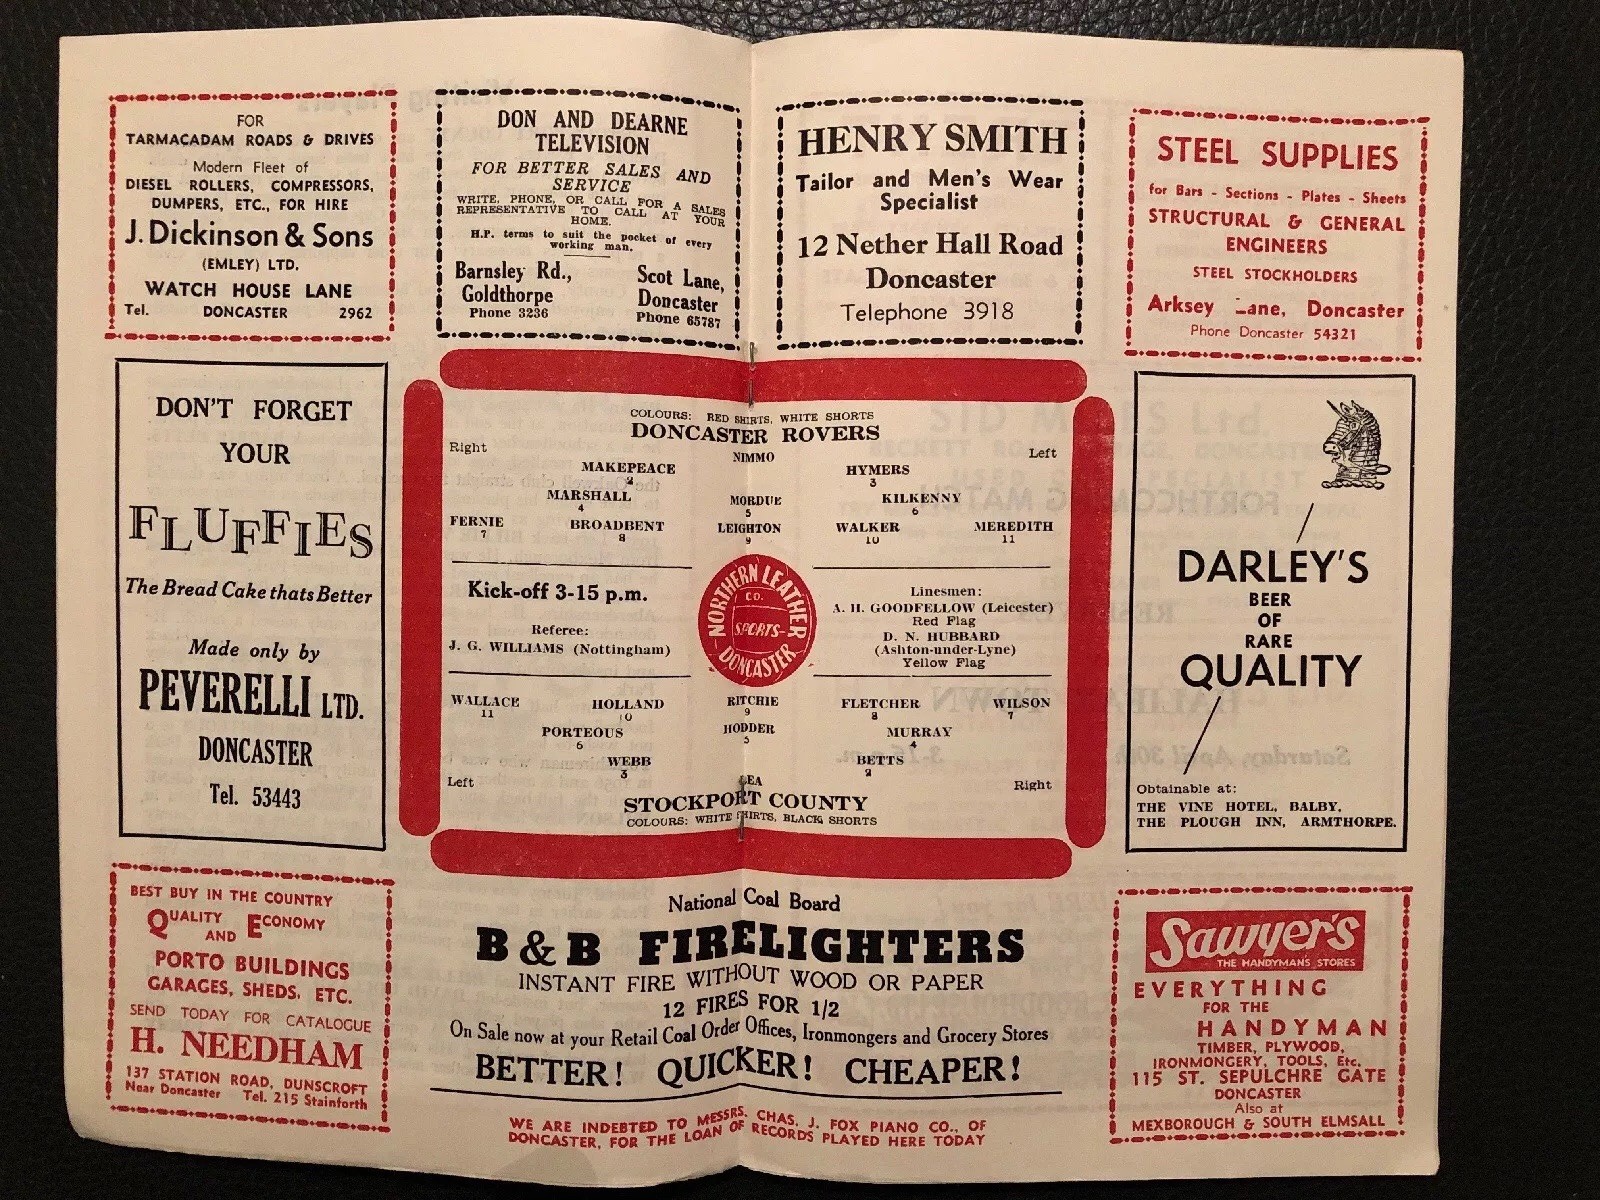 FOR
TARMACADAM ROADS & DRIVES
Modern Fleet of
DIESEL ROLLERS, COMPRESSORS,
DUMPERS, ETC., FOR HIRE
J. Dickinson & Sons
(EMLEY) LTD.
WATCH HOUSE LANE
Tel. DONCASTER 2962
DON AND DEARNE
TELEVISION
FOR BETTER SALES AND
SERVICE
WRITE, PHONE, OR CALL FOR A SALES
REPRESENTATIVE TO CALL AT YOUR
HOME.
H.P. terms to suit the pocket of every
working man.
Barnsley Rd.,
Goldthorpe
Phone 3236
Scot Lane,
Doncaster
Phone 65787
HENRY SMITH
Tailor and Men's Wear
Specialist
12 Nether Hall Road
Doncaster
Telephone 3918
STEEL SUPPLIES
for Bars - Sections - Plates - Sheets
STRUCTURAL & GENERAL
ENGINEERS
STEEL STOCKHOLDERS
Arksey Lane, Doncaster
Phone Doncaster 54321
DON'T FORGET
YOUR
FLUFFIES
The Bread Cake thats Better
Made only by
PEVERELLI LTD.
DONCASTER
Tel. 53443
COLOURS: RED SHIRTS, WHITE SHORTS
DONCASTER ROVERS
Right Left
NIMMO
MAKEPEACE HYMERS
2 3
MARSHALL MORDUE KILKENNY
4 5 6
FERNIE BROADBENT LEIGHTON WALKER MEREDITH
7 8 9 10 11
Kick-off 3-15 p.m.
Referee:
J. G. WILLIAMS (Nottingham)
NORTHERN LEATHER
CO.
SPORTS-
DONCASTER
Linesmen:
A. H. GOODFELLOW (Leicester)
Red Flag
D. N. HUBBARD
(Ashton-under-Lyne)
Yellow Flag
WALLACE HOLLAND RITCHIE FLETCHER WILSON
11 10 9 8 7
PORTEOUS HODDER MURRAY
6 5 4
WEBB BETTS
3 2
LEA
Left Right
STOCKPORT COUNTY
COLOURS: WHITE SHIRTS, BLACK SHORTS
DARLEY'S
BEER
OF
RARE
QUALITY
Obtainable at:
THE VINE HOTEL, BALBY.
THE PLOUGH INN, ARMTHORPE.
BEST BUY IN THE COUNTRY
QUALITY AND ECONOMY
PORTO BUILDINGS
GARAGES, SHEDS, ETC.
SEND TODAY FOR CATALOGUE
H. NEEDHAM
137 STATION ROAD, DUNSCROFT
Near Doncaster Tel. 215 Stainforth
National Coal Board
B & B FIRELIGHTERS
INSTANT FIRE WITHOUT WOOD OR PAPER
12 FIRES FOR 1/2
On Sale now at your Retail Coal Order Offices, Ironmongers and Grocery Stores
BETTER! QUICKER! CHEAPER!
WE ARE INDEBTED TO MESSRS. CHAS. J. FOX PIANO CO., OF
DONCASTER, FOR THE LOAN OF RECORDS PLAYED HERE TODAY
Sawyer's
THE HANDYMANS STORES
EVERYTHING
FOR THE
HANDYMAN
TIMBER, PLYWOOD,
IRONMONGERY, TOOLS, Etc.
115 ST. SEPULCHRE GATE
DONCASTER
Also at
MEXBOROUGH & SOUTH ELMSALL